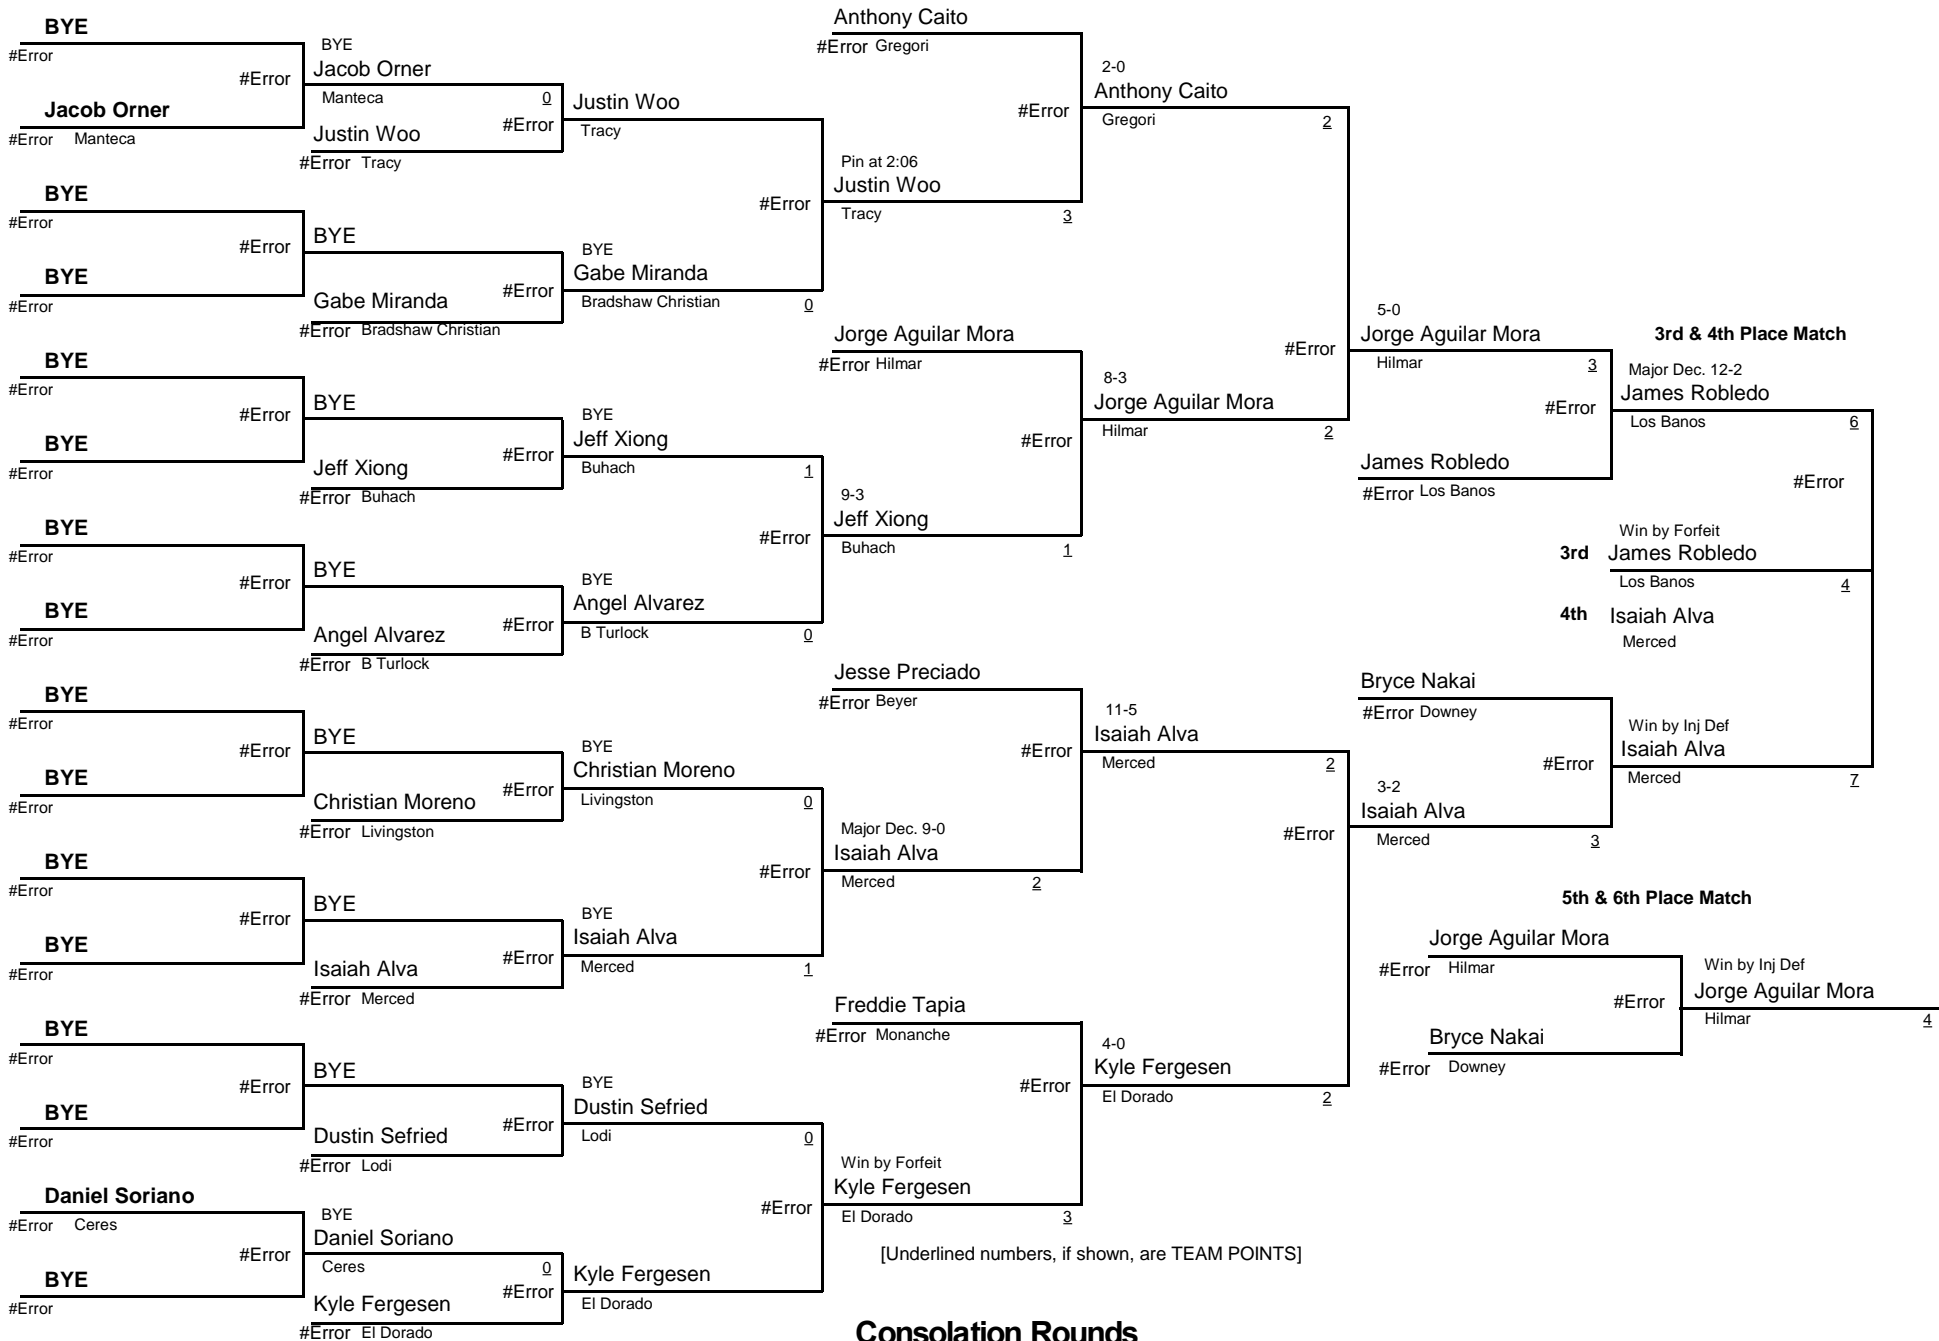 BYE
#Error
#Error
Jacob Orner
#Error Manteca
BYE
#Error
#Error
BYE
#Error
BYE
#Error
#Error
BYE
#Error
BYE
#Error
#Error
BYE
#Error
BYE
#Error
#Error
BYE
#Error
BYE
#Error
#Error
BYE
#Error
BYE
#Error
#Error
BYE
#Error
Daniel Soriano
#Error Ceres
#Error
BYE
#Error
BYE
Jacob Orner
Manteca 0
#Error
Justin Woo
#Error Tracy
BYE
#Error
Gabe Miranda
#Error Bradshaw Christian
BYE
#Error
Jeff Xiong
#Error Buhach
BYE
#Error
Angel Alvarez
#Error B Turlock
BYE
#Error
Christian Moreno
#Error Livingston
BYE
#Error
Isaiah Alva
#Error Merced
BYE
#Error
Dustin Sefried
#Error Lodi
BYE
Daniel Soriano
Ceres 0
#Error
Kyle Fergesen
#Error El Dorado
Justin Woo
Tracy
#Error
BYE
Gabe Miranda
Bradshaw Christian 0
BYE
Jeff Xiong
Buhach 1
#Error
BYE
Angel Alvarez
B Turlock 0
BYE
Christian Moreno
Livingston 0
#Error
BYE
Isaiah Alva
Merced 1
BYE
Dustin Sefried
Lodi 0
#Error
Kyle Fergesen
El Dorado
Anthony Caito
#Error Gregori
#Error
Pin at 2:06
Justin Woo
Tracy 3
Jorge Aguilar Mora
#Error Hilmar
#Error
9-3
Jeff Xiong
Buhach 1
Jesse Preciado
#Error Beyer
#Error
Major Dec. 9-0
Isaiah Alva
Merced 2
Freddie Tapia
#Error Monanche
#Error
Win by Forfeit
Kyle Fergesen
El Dorado 3
2-0
Anthony Caito
Gregori 2
#Error
8-3
Jorge Aguilar Mora
Hilmar 2
11-5
Isaiah Alva
Merced 2
#Error
4-0
Kyle Fergesen
El Dorado 2
5-0
Jorge Aguilar Mora
Hilmar 3
#Error
James Robledo
#Error Los Banos
Bryce Nakai
#Error Downey
#Error
3-2
Isaiah Alva
Merced 3
3rd & 4th Place Match
Major Dec. 12-2
James Robledo
Los Banos 6
#Error
Win by Forfeit
3rd James Robledo
Los Banos 4
4th Isaiah Alva
Merced
Win by Inj Def
Isaiah Alva
Merced 7
5th & 6th Place Match
Jorge Aguilar Mora
#Error Hilmar
#Error
Bryce Nakai
#Error Downey
Win by Inj Def
Jorge Aguilar Mora
Hilmar 4
[Underlined numbers, if shown, are TEAM POINTS]
Consolation Rounds